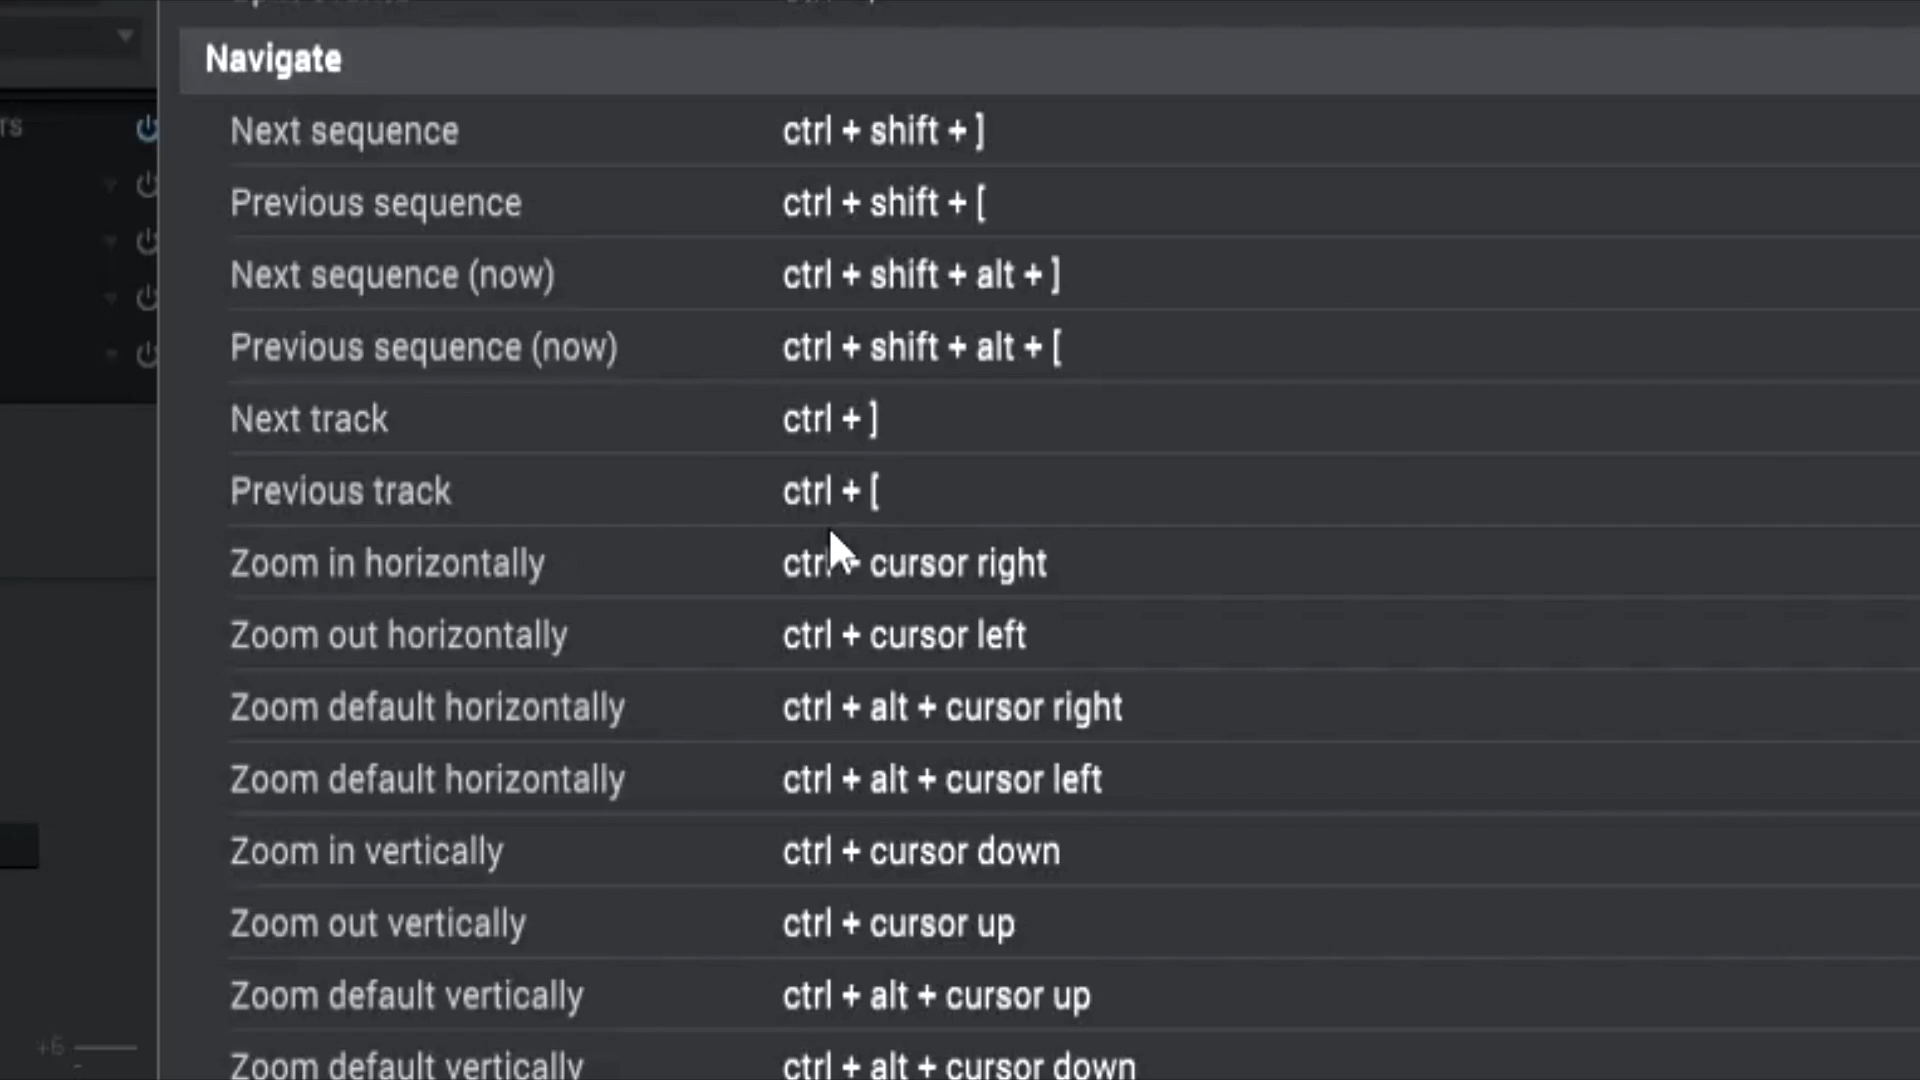 Navigate
rs
Next sequence ctrl + shift + ]
Previous sequence ctrl + shift + [
Next sequence (now) ctrl + shift + alt + ]
Previous sequence (now) ctrl + shift + alt + [
Next track ctrl + ]
Previous track ctrl + [
Zoom in horizontally ctrl + cursor right
Zoom out horizontally ctrl + cursor left
Zoom default horizontally ctrl + alt + cursor right
Zoom default horizontally ctrl + alt + cursor left
Zoom in vertically ctrl + cursor down
Zoom out vertically ctrl + cursor up
Zoom default vertically ctrl + alt + cursor up
+6
Zoom default vertically ctrl + alt + cursor down